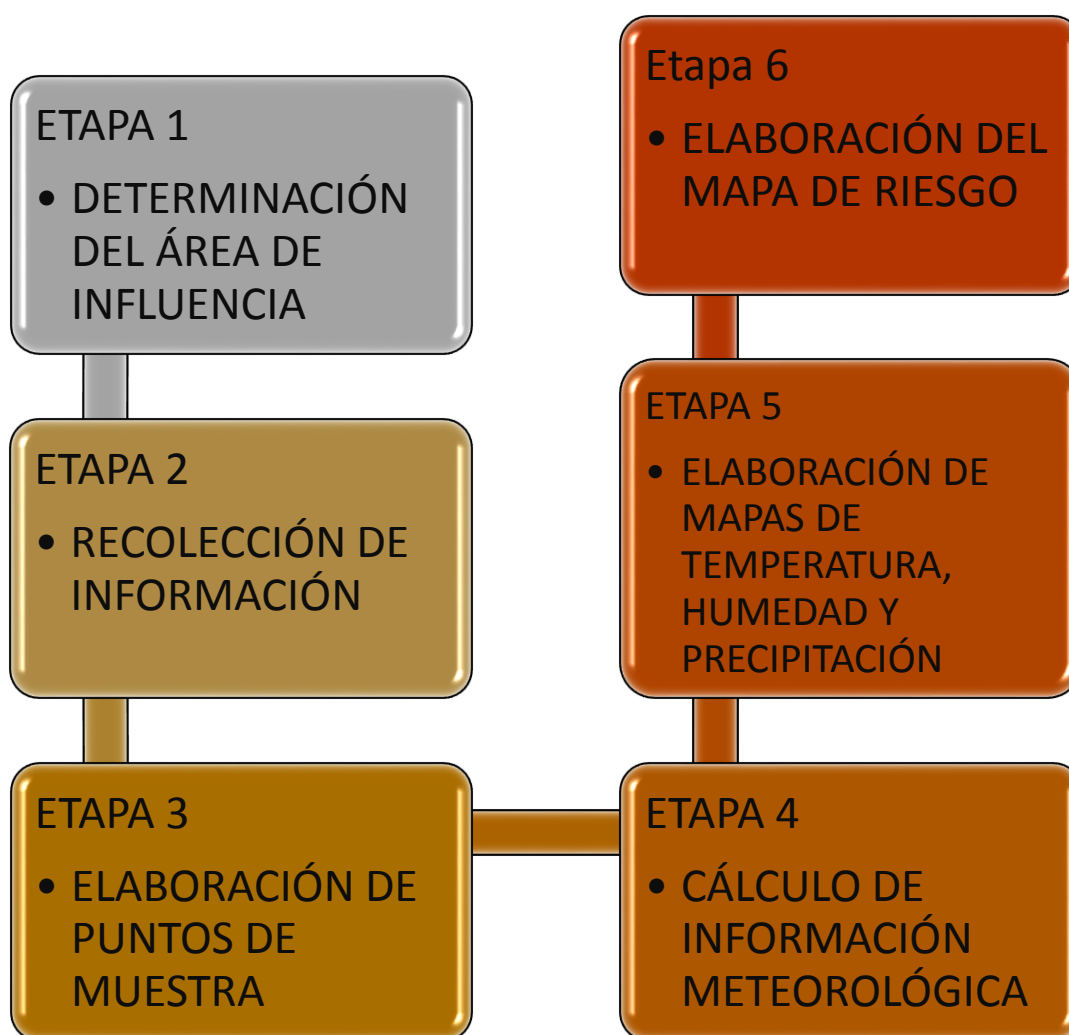 ETAPA 1
• DETERMINACIÓN
DEL ÁREA DE
INFLUENCIA
ETAPA 2
• RECOLECCIÓN DE
INFORMACIÓN
ETAPA 3
• ELABORACIÓN DE
PUNTOS DE
MUESTRA
ETAPA 4
• CÁLCULO DE
INFORMACIÓN
METEOROLÓGICA
ETAPA 5
• ELABORACIÓN DE
MAPAS DE
TEMPERATURA,
HUMEDAD Y
PRECIPITACIÓN
Etapa 6
• ELABORACIÓN DEL
MAPA DE RIESGO